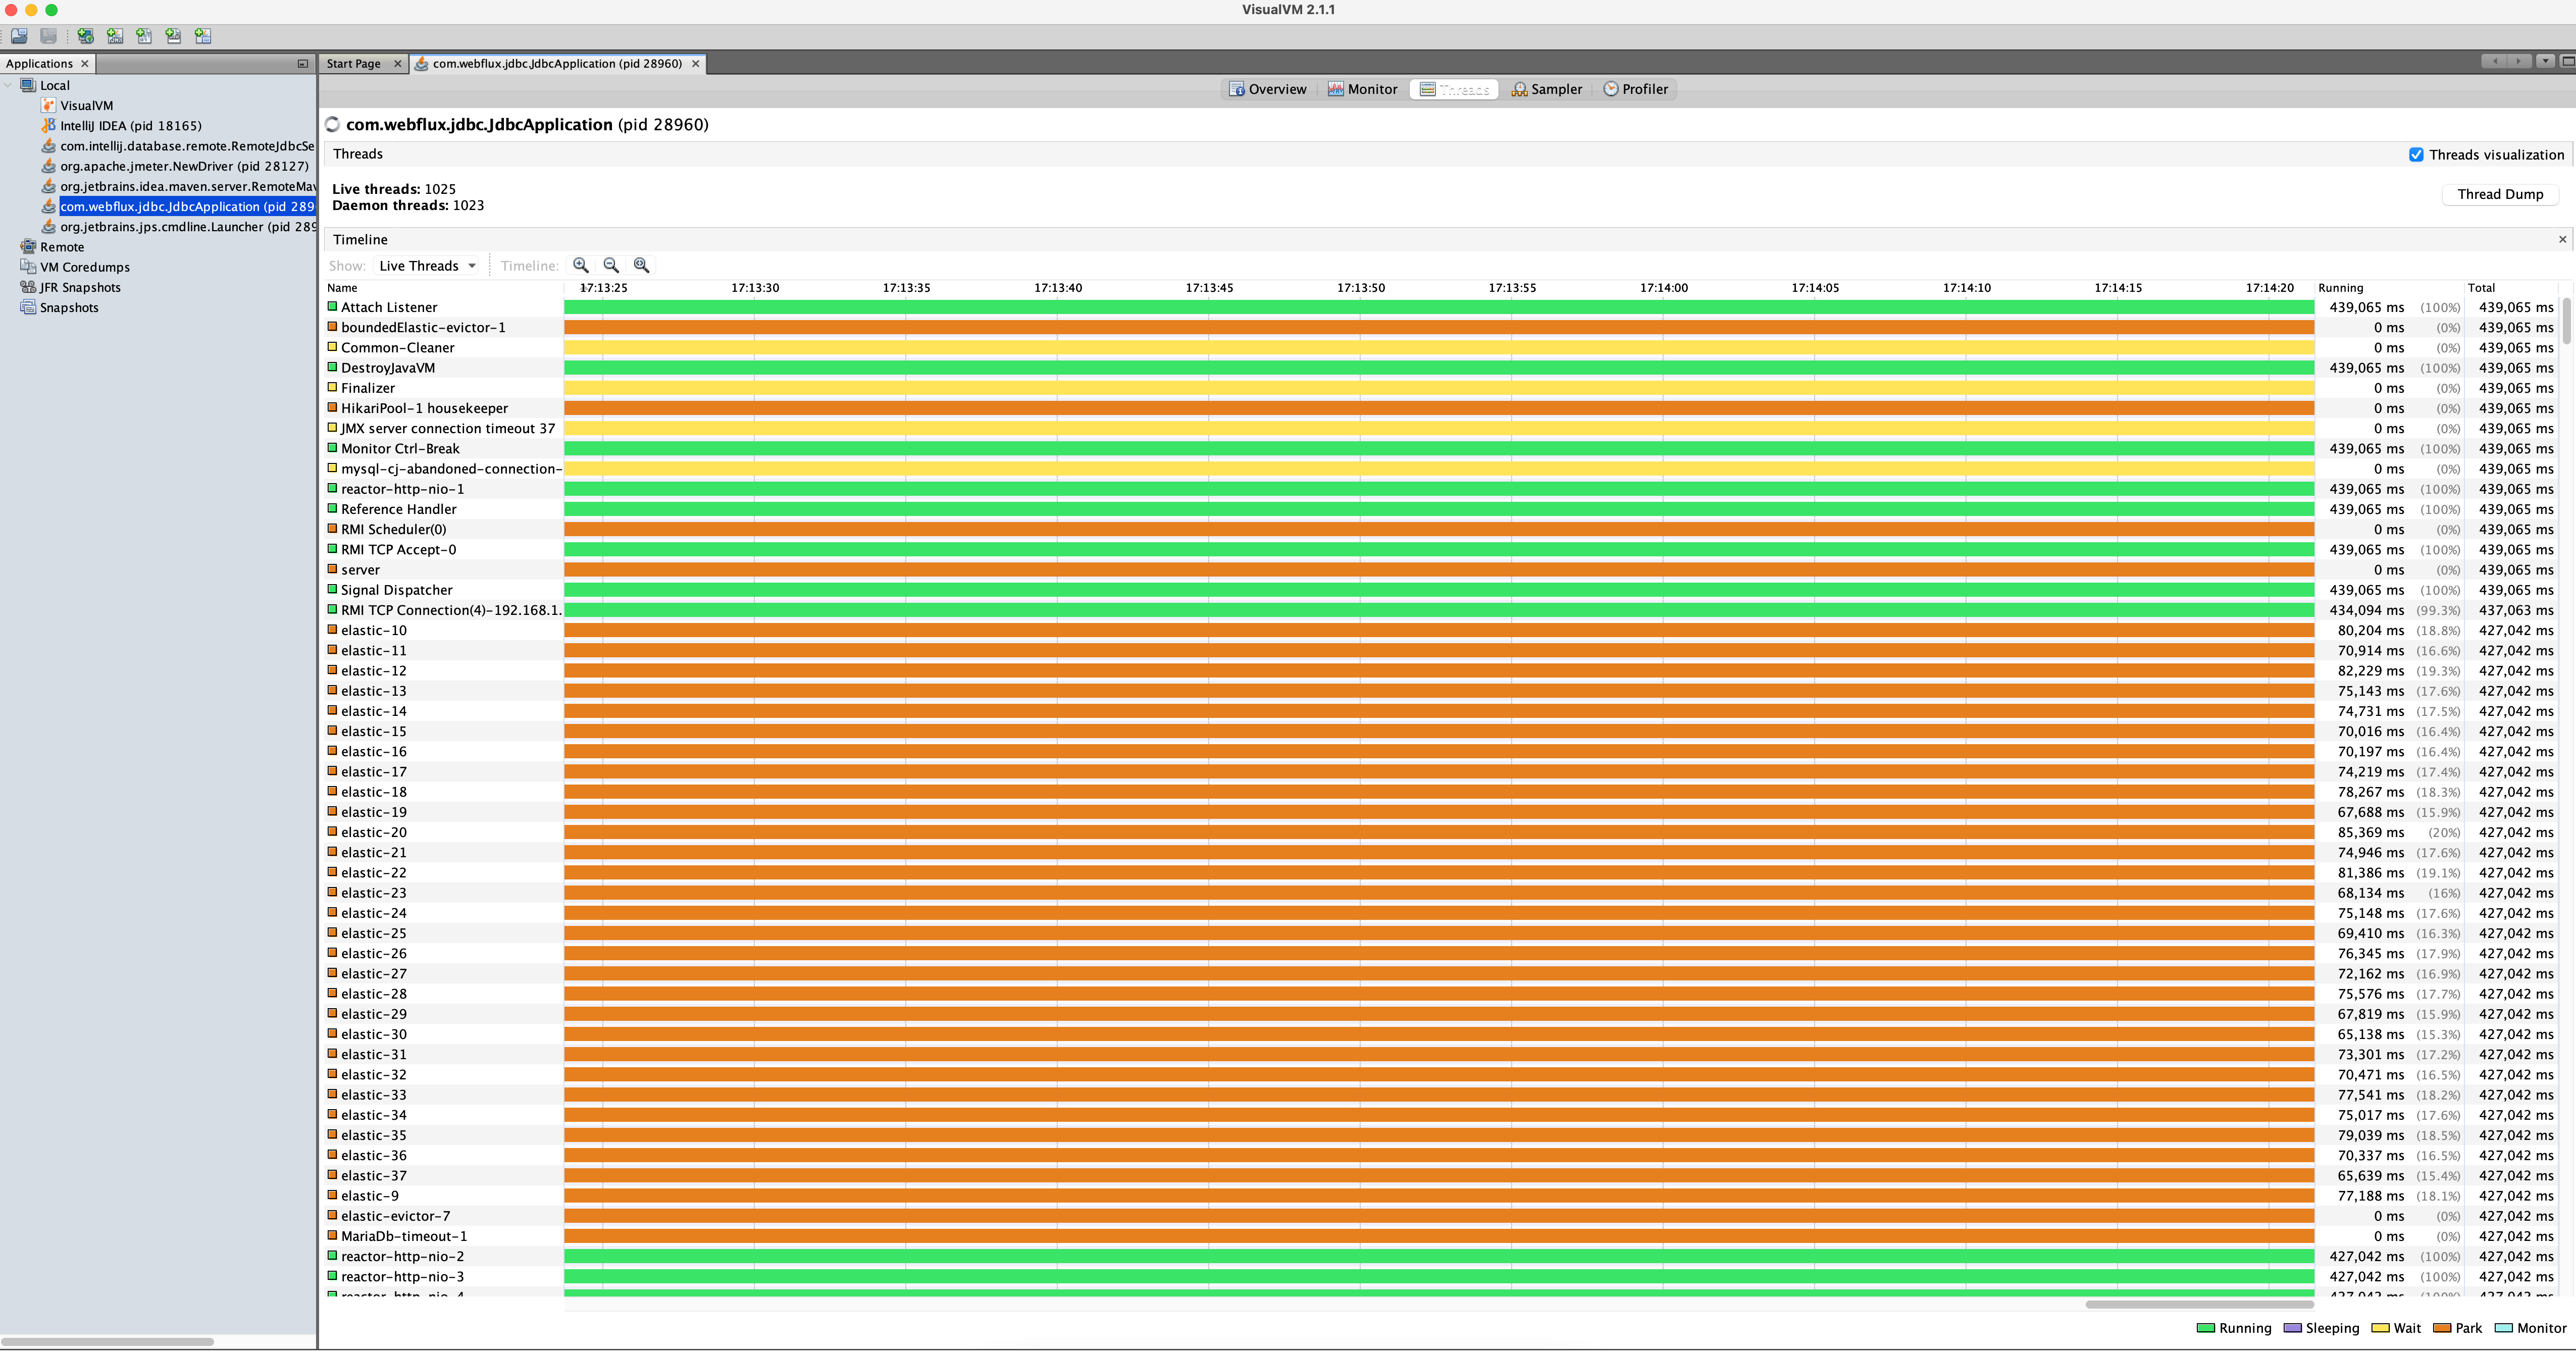 VisualVM 2.1.1
Applications
Start Page
com.webflux.jdbc.JdbcApplication (pid 28960)
Local
VisualVM
IntelliJ IDEA (pid 18165)
com.intellij.database.remote.RemoteJdbcSe
org.apache.jmeter.NewDriver (pid 28127)
org.jetbrains.idea.maven.server.RemoteMav
com.webflux.jdbc.JdbcApplication (pid 289
org.jetbrains.jps.cmdline.Launcher (pid 289
Remote
VM Coredumps
JFR Snapshots
Snapshots
Overview Monitor Threads Sampler Profiler
com.webflux.jdbc.JdbcApplication (pid 28960)
Threads Threads visualization
Live threads: 1025
Daemon threads: 1023
Thread Dump
Timeline
Show: Live Threads Timeline:
Name 17:13:25 17:13:30 17:13:35 17:13:40 17:13:45 17:13:50 17:13:55 17:14:00 17:14:05 17:14:10 17:14:15 17:14:20 Running Total
Attach Listener 439,065 ms (100%) 439,065 ms
boundedElastic-evictor-1 0 ms (0%) 439,065 ms
Common-Cleaner 0 ms (0%) 439,065 ms
DestroyJavaVM 439,065 ms (100%) 439,065 ms
Finalizer 0 ms (0%) 439,065 ms
HikariPool-1 housekeeper 0 ms (0%) 439,065 ms
JMX server connection timeout 37 0 ms (0%) 439,065 ms
Monitor Ctrl-Break 439,065 ms (100%) 439,065 ms
mysql-cj-abandoned-connection- 0 ms (0%) 439,065 ms
reactor-http-nio-1 439,065 ms (100%) 439,065 ms
Reference Handler 439,065 ms (100%) 439,065 ms
RMI Scheduler(0) 0 ms (0%) 439,065 ms
RMI TCP Accept-0 439,065 ms (100%) 439,065 ms
server 0 ms (0%) 439,065 ms
Signal Dispatcher 439,065 ms (100%) 439,065 ms
RMI TCP Connection(4)-192.168.1. 434,094 ms (99.3%) 437,063 ms
elastic-10 80,204 ms (18.8%) 427,042 ms
elastic-11 70,914 ms (16.6%) 427,042 ms
elastic-12 82,229 ms (19.3%) 427,042 ms
elastic-13 75,143 ms (17.6%) 427,042 ms
elastic-14 74,731 ms (17.5%) 427,042 ms
elastic-15 70,016 ms (16.4%) 427,042 ms
elastic-16 70,197 ms (16.4%) 427,042 ms
elastic-17 74,219 ms (17.4%) 427,042 ms
elastic-18 78,267 ms (18.3%) 427,042 ms
elastic-19 67,688 ms (15.9%) 427,042 ms
elastic-20 85,369 ms (20%) 427,042 ms
elastic-21 74,946 ms (17.6%) 427,042 ms
elastic-22 81,386 ms (19.1%) 427,042 ms
elastic-23 68,134 ms (16%) 427,042 ms
elastic-24 75,148 ms (17.6%) 427,042 ms
elastic-25 69,410 ms (16.3%) 427,042 ms
elastic-26 76,345 ms (17.9%) 427,042 ms
elastic-27 72,162 ms (16.9%) 427,042 ms
elastic-28 75,576 ms (17.7%) 427,042 ms
elastic-29 67,819 ms (15.9%) 427,042 ms
elastic-30 65,138 ms (15.3%) 427,042 ms
elastic-31 73,301 ms (17.2%) 427,042 ms
elastic-32 70,471 ms (16.5%) 427,042 ms
elastic-33 77,541 ms (18.2%) 427,042 ms
elastic-34 75,017 ms (17.6%) 427,042 ms
elastic-35 79,039 ms (18.5%) 427,042 ms
elastic-36 70,337 ms (16.5%) 427,042 ms
elastic-37 65,639 ms (15.4%) 427,042 ms
elastic-9 77,188 ms (18.1%) 427,042 ms
elastic-evictor-7 0 ms (0%) 427,042 ms
MariaDb-timeout-1 0 ms (0%) 427,042 ms
reactor-http-nio-2 427,042 ms (100%) 427,042 ms
reactor-http-nio-3 427,042 ms (100%) 427,042 ms
reactor-http-nio-4 427,042 ms (100%) 427,042 ms
Running Sleeping Wait Park Monitor